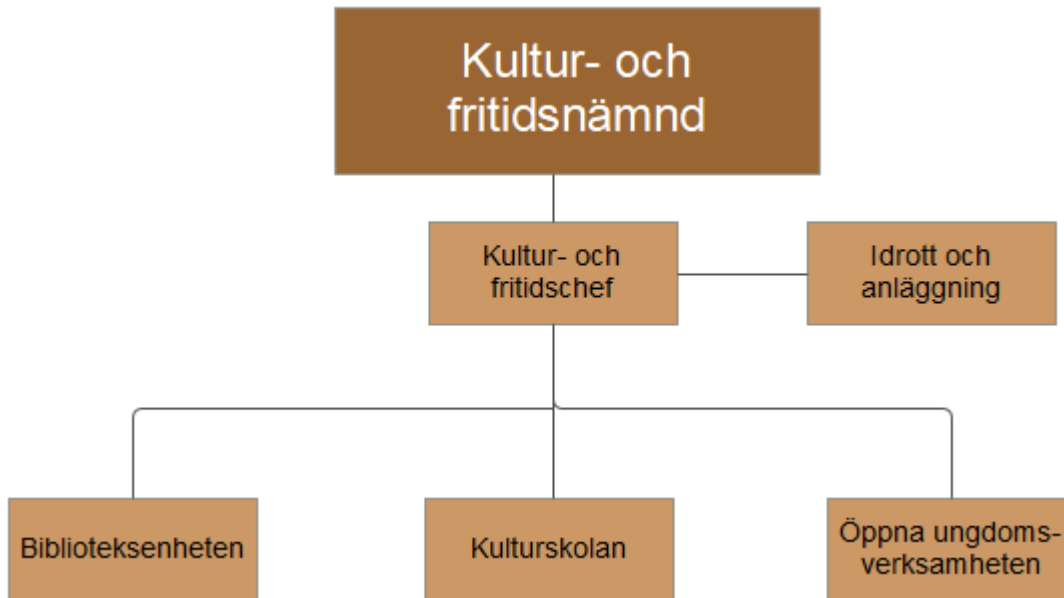 Kultur- och
fritidsnämnd
Kultur- och
fritidschef
Idrott och
anläggning
Biblioteksenheten
Kulturskolan
Öppna ungdoms-
verksamheten